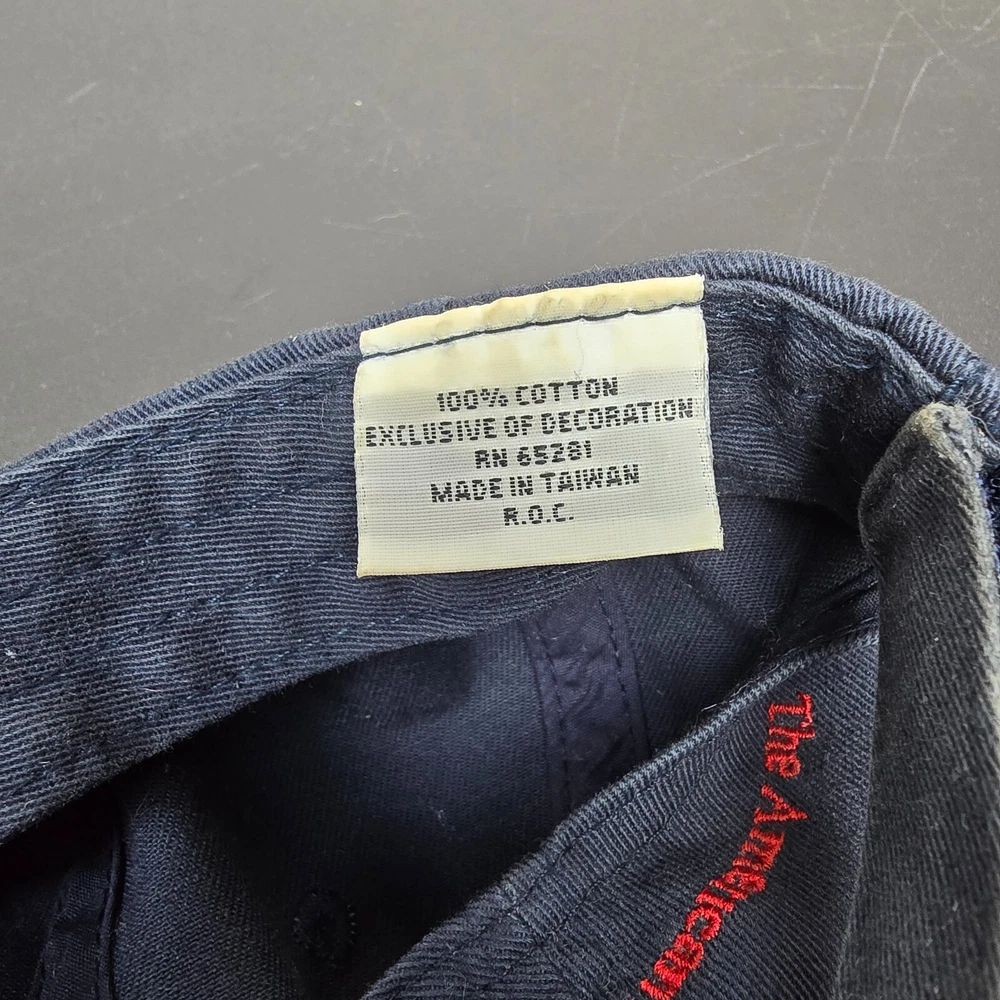 100% COTTON
EXCLUSIVE OF DECORATION
RN 65281
MADE IN TAIWAN
R.O.C.
The American